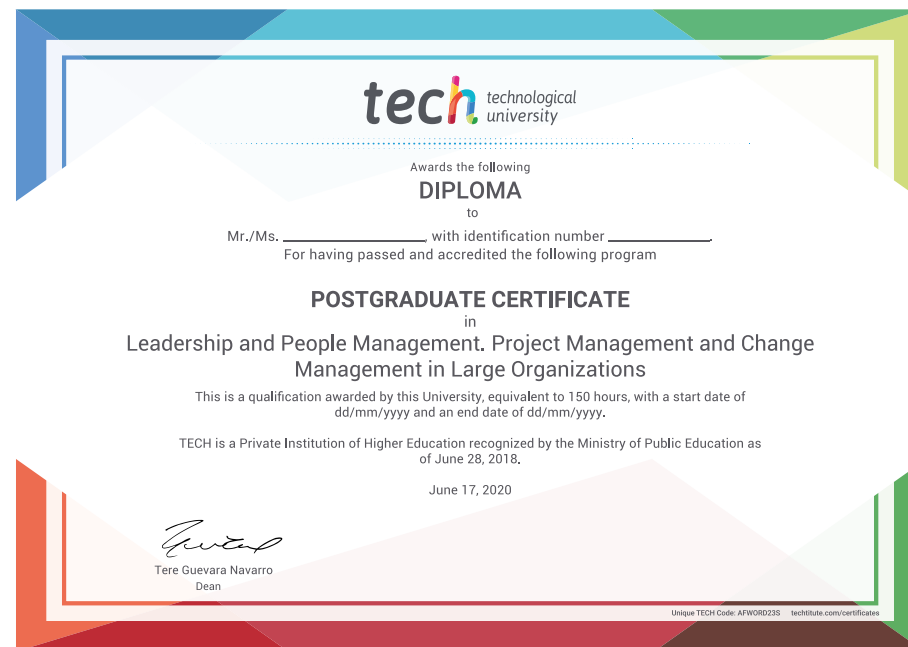 tech technological
university
Awards the following
DIPLOMA
to
Mr./Ms. ____________, with identification number ____________.
For having passed and accredited the following program
POSTGRADUATE CERTIFICATE
in
Leadership and People Management. Project Management and Change
Management in Large Organizations
This is a qualification awarded by this University, equivalent to 150 hours, with a start date of
dd/mm/yyyy and an end date of dd/mm/yyyy.
TECH is a Private Institution of Higher Education recognized by the Ministry of Public Education as
of June 28, 2018.
June 17, 2020
Tere Guevara Navarro
Dean
Unique TECH Code: AFWORD23S techtitute.com/certificates